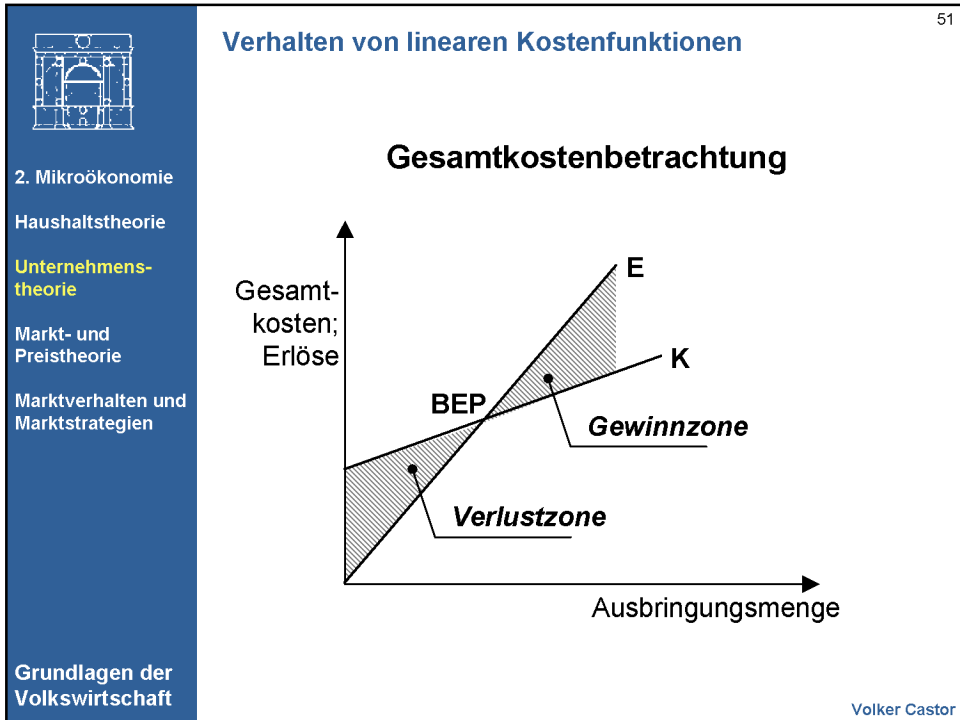 51
Verhalten von linearen Kostenfunktionen
2. Mikroökonomie
Haushaltstheorie
Unternehmens-
theorie
Markt- und
Preistheorie
Marktverhalten und
Marktstrategien
Grundlagen der
Volkswirtschaft
Gesamtkostenbetrachtung
Gesamt-
kosten;
Erlöse
E
K
BEP
Gewinnzone
Verlustzone
Ausbringungsmenge
Volker Castor